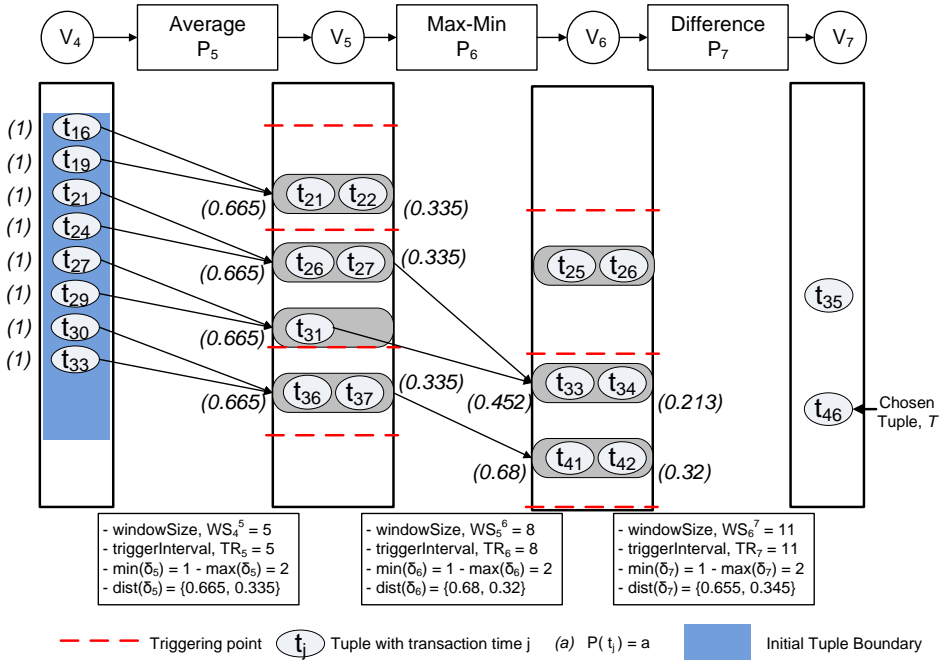 V4 Average P5 V5 Max-Min P6 V6 Difference P7 V7
(1) t16
(1) t19
(1) t21
(1) t24
(1) t27
(1) t29
(1) t30
(1) t33
(0.665) t21 t22 (0.335)
(0.665) t26 t27 (0.335)
(0.665) t31
(0.665) t36 t37 (0.335)
t25 t26
(0.452) t33 t34 (0.213)
(0.68) t41 t42 (0.32)
t35
t46
Chosen
Tuple, T
- windowSize, WS4^5 = 5
- triggerInterval, TR5 = 5
- min(δ5) = 1 - max(δ5) = 2
- dist(δ5) = {0.665, 0.335}
- windowSize, WS5^6 = 8
- triggerInterval, TR6 = 8
- min(δ6) = 1 - max(δ6) = 2
- dist(δ6) = {0.68, 0.32}
- windowSize, WS6^7 = 11
- triggerInterval, TR7 = 11
- min(δ7) = 1 - max(δ7) = 2
- dist(δ7) = {0.655, 0.345}
Triggering point
tj Tuple with transaction time j
(a) P( tj ) = a
Initial Tuple Boundary